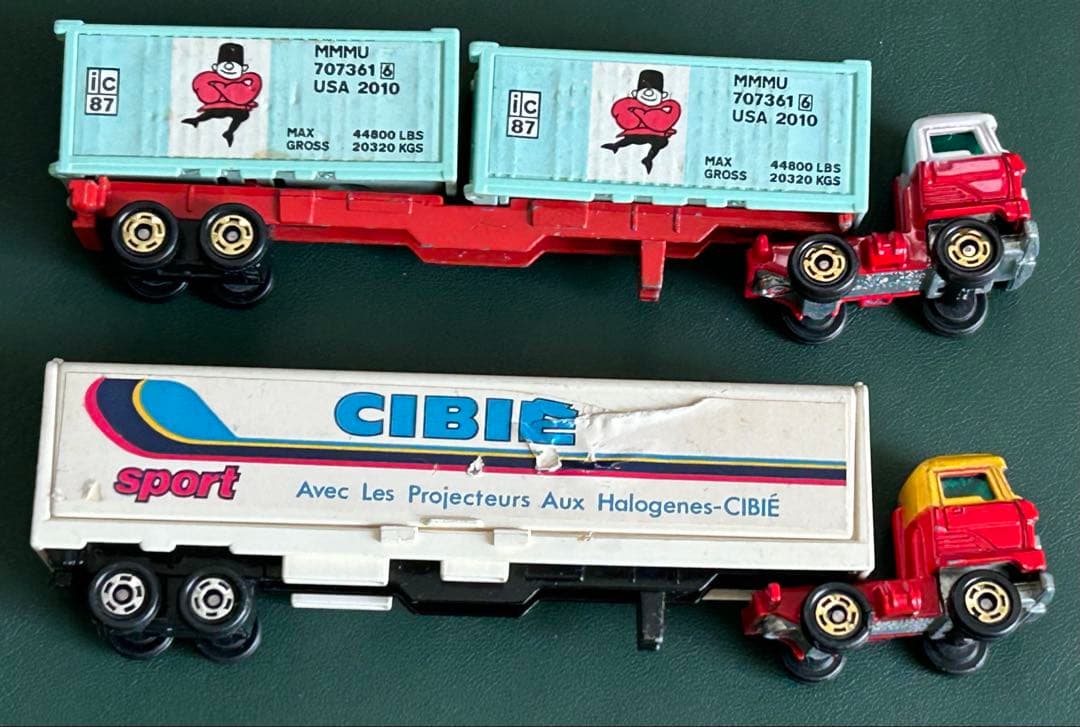 iC
87
MMMU
707361 6
USA 2010
MAX 44800 LBS
GROSS 20320 KGS
iC
87
MMMU
707361 6
USA 2010
MAX 44800 LBS
GROSS 20320 KGS
CIBIÉ
sport
Avec Les Projecteurs Aux Halogenes-CIBIÉ